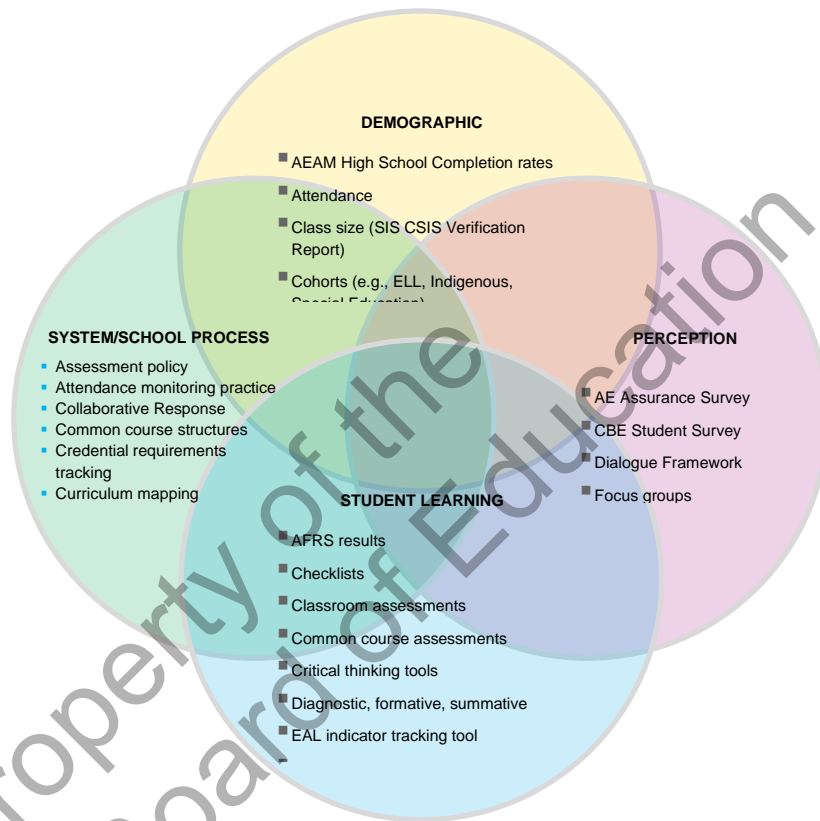 DEMOGRAPHIC
AEAM High School Completion rates
Attendance
Class size (SIS CSIS Verification
Report)
Cohorts (e.g., ELL, Indigenous,
Special Education)
SYSTEM/SCHOOL PROCESS
Assessment policy
Attendance monitoring practice
Collaborative Response
Common course structures
Credential requirements
tracking
Curriculum mapping
PERCEPTION
AE Assurance Survey
CBE Student Survey
Dialogue Framework
Focus groups
STUDENT LEARNING
AFRS results
Checklists
Classroom assessments
Common course assessments
Critical thinking tools
Diagnostic, formative, summative
EAL indicator tracking tool
Property of the
Board of Education